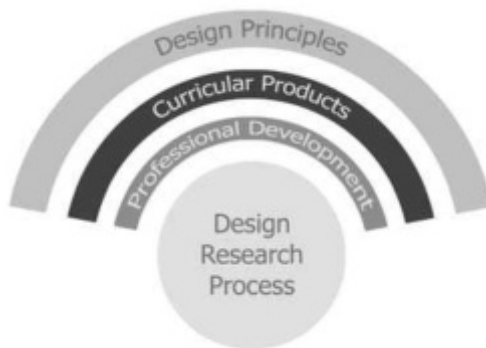 Design Principles
Curricular Products
Professional Development
Design
Research
Process